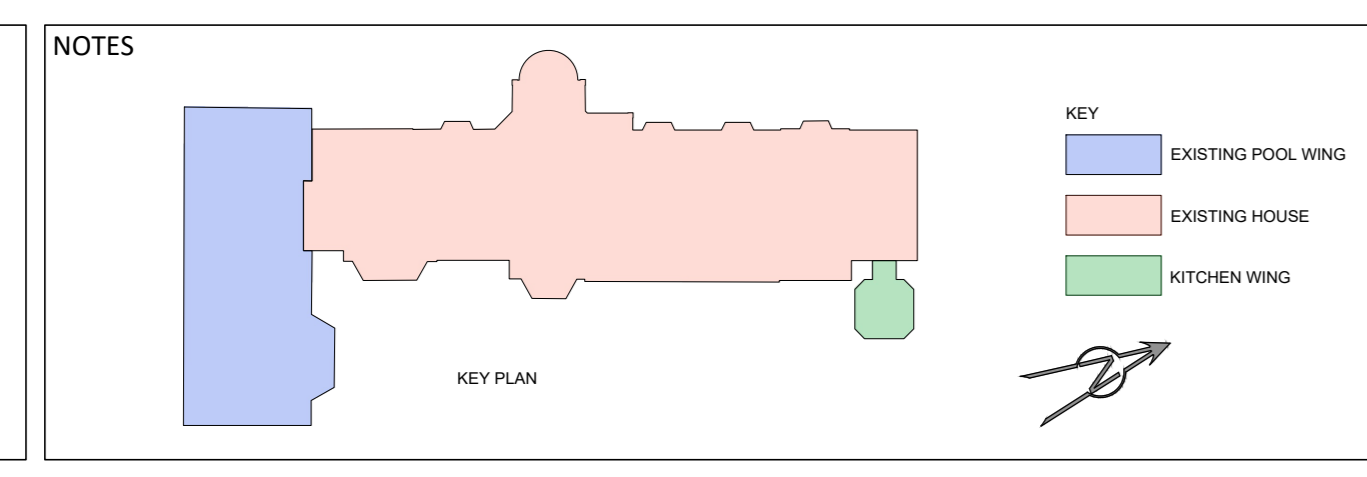 NOTES
KEY
EXISTING POOL WING
EXISTING HOUSE
KITCHEN WING
KEY PLAN
N